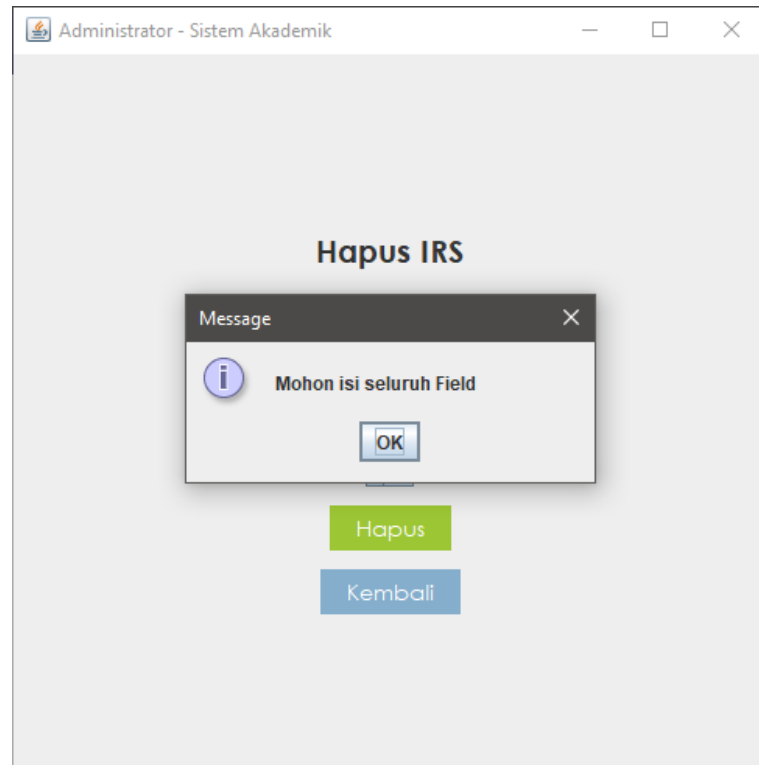 Administrator - Sistem Akademik
Hapus IRS
Message
Mohon isi seluruh Field
OK
Hapus
Kembali